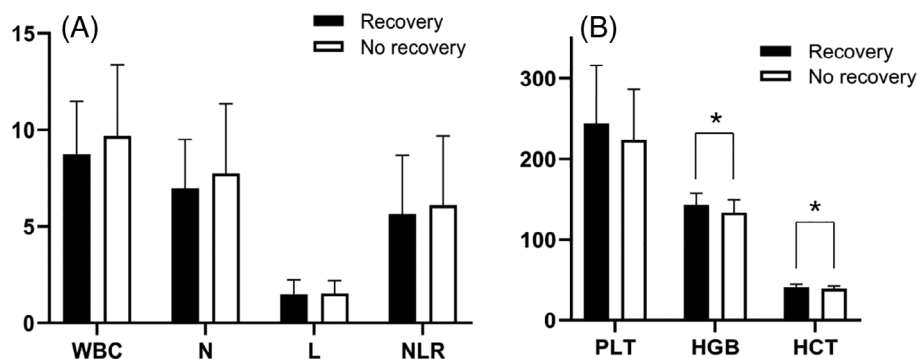 (A)
Recovery
No recovery
15
10
5
0
WBC N L NLR
(B)
Recovery
No recovery
300
200
100
0
*
*
PLT HGB HCT